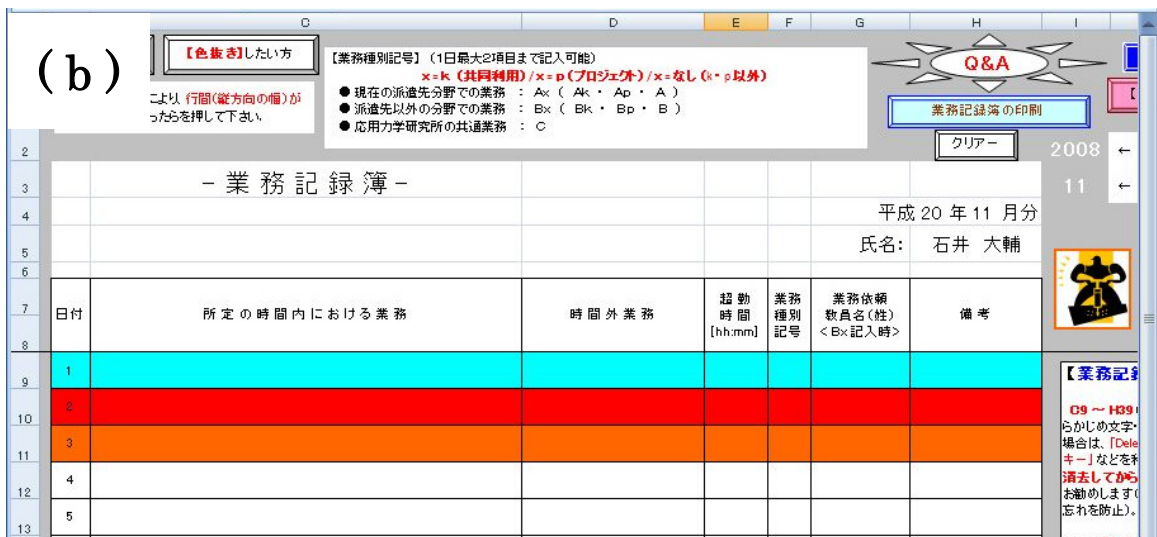 C D E F G H I
(b)
【色抜き】したい方
【業務種別記号】(1日最大2項目まで記入可能)
x=k(共同利用)/x=p(プロジェクト)/x=なし(k・p以外)
●現在の派遣先分野での業務 : Ax ( Ak ・ Ap ・ A )
●派遣先以外の分野での業務 : Bx ( Bk ・ Bp ・ B )
●応用力学研究所の共通業務 : C
により、行間(縦方向の幅)が
ったらを押して下さい。
Q&A
業務記録簿の印刷
クリアー
2 2008 ←
3 -業務記録簿- 11 ←
4 平成 20 年 11 月分
5 氏名: 石井 大輔
6
7 日付 所定の時間内における業務 時間外業務 超勤時間[hh:mm] 業務種別記号 業務依頼教員名(姓)<Bx記入時> 備考
8
9 1
10 2
11 3
12 4
13 5
【業務記
C9 ~ H39
らかじめ文字・
場合は、「Dele
キー」などを
消去してから
お勧めします(
忘れを防止)。